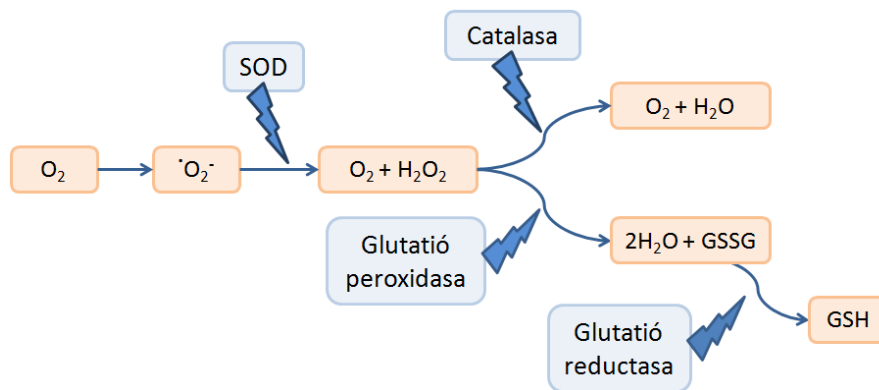 Catalasa
SOD
O₂ + H₂O
O₂
˙O₂⁻
O₂ + H₂O₂
Glutatió
peroxidasa
2H₂O + GSSG
Glutatió
reductasa
GSH